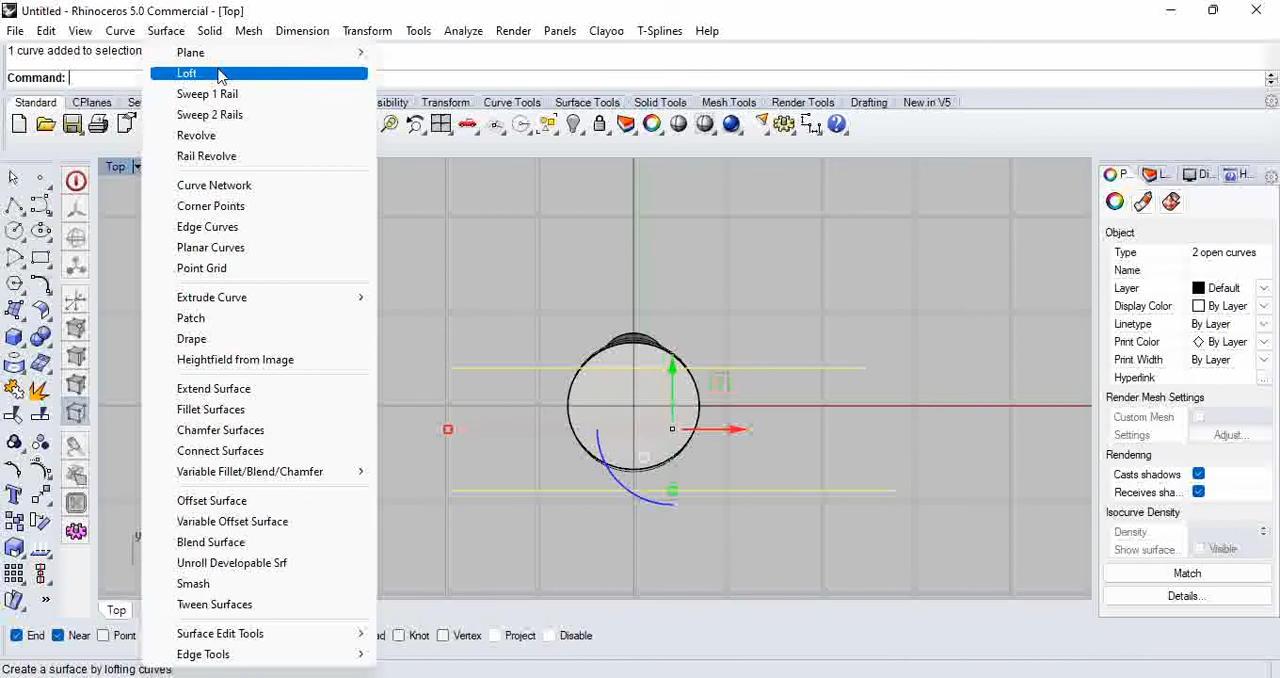 Untitled - Rhinoceros 5.0 Commercial - [Top]
File Edit View Curve Surface Solid Mesh Dimension Transform Tools Analyze Render Panels Clayoo T-Splines Help
1 curve added to selection
Command:
Standard CPlanes Transform Curve Tools Surface Tools Solid Tools Mesh Tools Render Tools Drafting New in V5
Plane
Loft
Sweep 1 Rail
Sweep 2 Rails
Revolve
Rail Revolve
Curve Network
Corner Points
Edge Curves
Planar Curves
Point Grid
Extrude Curve
Patch
Drape
Heightfield from Image
Extend Surface
Fillet Surfaces
Chamfer Surfaces
Connect Surfaces
Variable Fillet/Blend/Chamfer
Offset Surface
Variable Offset Surface
Blend Surface
Unroll Developable Srf
Smash
Tween Surfaces
Surface Edit Tools
Edge Tools
Top
P... L... Di... H...
Object
Type 2 open curves
Name
Layer Default
Display Color By Layer
Linetype By Layer
Print Color By Layer
Print Width By Layer
Hyperlink ...
Render Mesh Settings
Custom Mesh
Settings Adjust...
Rendering
Casts shadows
Receives sha...
Isocurve Density
Density
Show surface... Visible
Match
Details...
Top
End Near Point Knot Vertex Project Disable
Create a surface by lofting curves